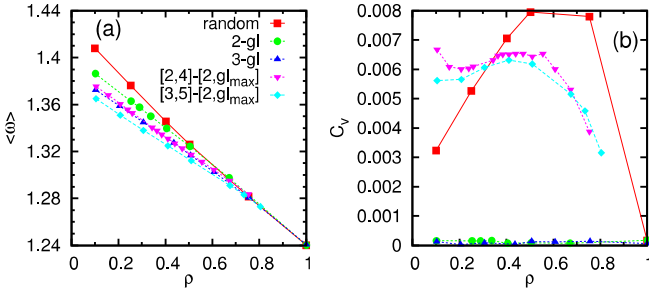 (a)
random
2-gl
3-gl
[2,4]-[2,gl_max]
[3,5]-[2,gl_max]
1.44
1.4
1.36
1.32
1.28
1.24
<ω>
0 0.2 0.4 0.6 0.8 1
ρ
(b)
0.008
0.007
0.006
0.005
0.004
0.003
0.002
0.001
0
C_v
0 0.2 0.4 0.6 0.8 1
ρ